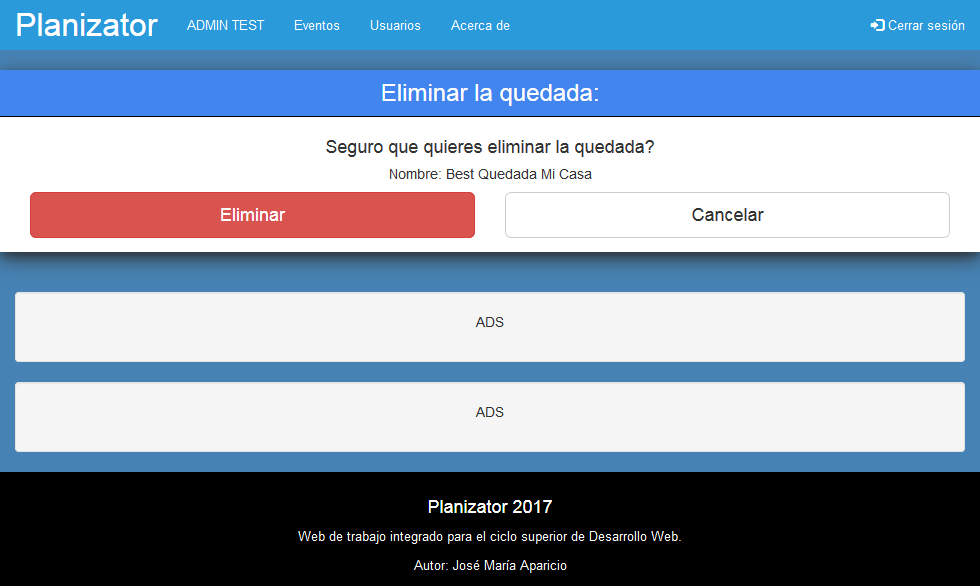 Planizator ADMIN TEST Eventos Usuarios Acerca de Cerrar sesión
Eliminar la quedada:
Seguro que quieres eliminar la quedada?
Nombre: Best Quedada Mi Casa
Eliminar Cancelar
ADS
ADS
Planizator 2017
Web de trabajo integrado para el ciclo superior de Desarrollo Web.
Autor: José María Aparicio